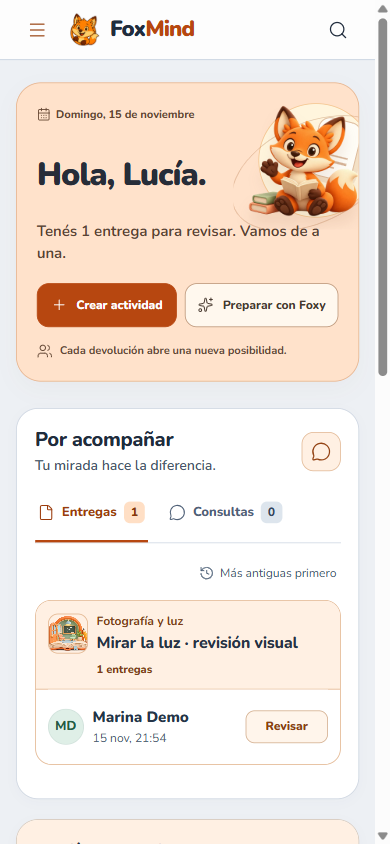 FoxMind
Domingo, 15 de noviembre
Hola, Lucía.
Tenés 1 entrega para revisar. Vamos de a
una.
Crear actividad
Preparar con Foxy
Cada devolución abre una nueva posibilidad.
Por acompañar
Tu mirada hace la diferencia.
Entregas 1
Consultas 0
Más antiguas primero
Fotografía y luz
Mirar la luz · revisión visual
1 entregas
MD
Marina Demo
15 nov, 21:54
Revisar